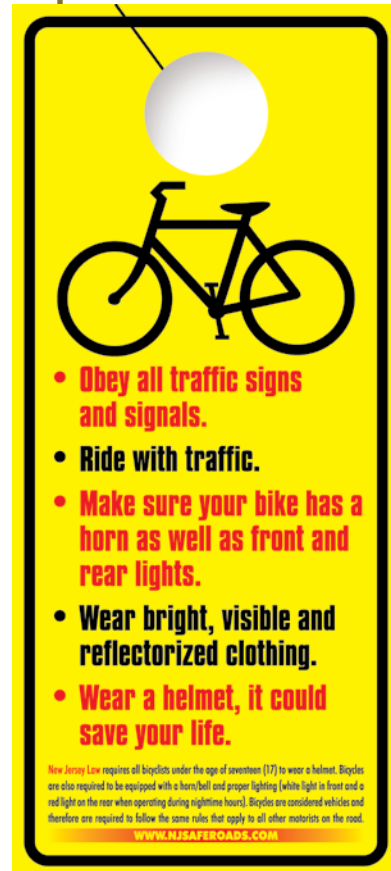 • Obey all traffic signs
and signals.
• Ride with traffic.
• Make sure your bike has a
horn as well as front and
rear lights.
• Wear bright, visible and
reflectorized clothing.
• Wear a helmet, it could
save your life.
New Jersey Law requires all bicyclists under the age of seventeen (17) to wear a helmet. Bicycles
are also required to be equipped with a horn/bell and proper lighting (white light in front and a
red light on the rear when operating during nighttime hours). Bicycles are considered vehicles and
therefore are required to follow the same rules that apply to all other motorists on the road.
WWW.NJSAFEROADS.COM